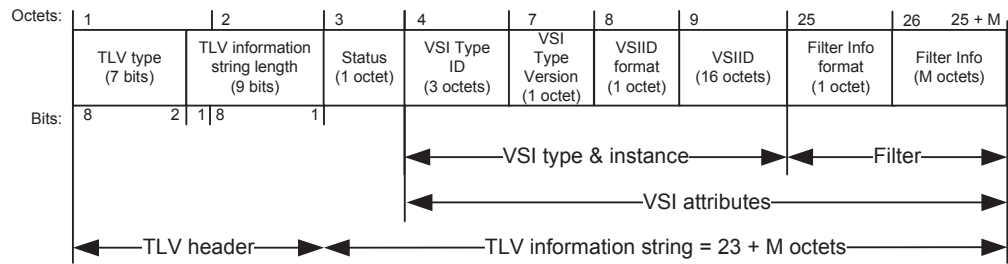 Octets: 1 2 3 4 7 8 9 25 26 25 + M
TLV type
(7 bits)
TLV information
string length
(9 bits)
Status
(1 octet)
VSI Type
ID
(3 octets)
VSI
Type
Version
(1 octet)
VSIID
format
(1 octet)
VSIID
(16 octets)
Filter Info
format
(1 octet)
Filter Info
(M octets)
Bits: 8 2 1 8 1
VSI type & instance
Filter
VSI attributes
TLV header
TLV information string = 23 + M octets